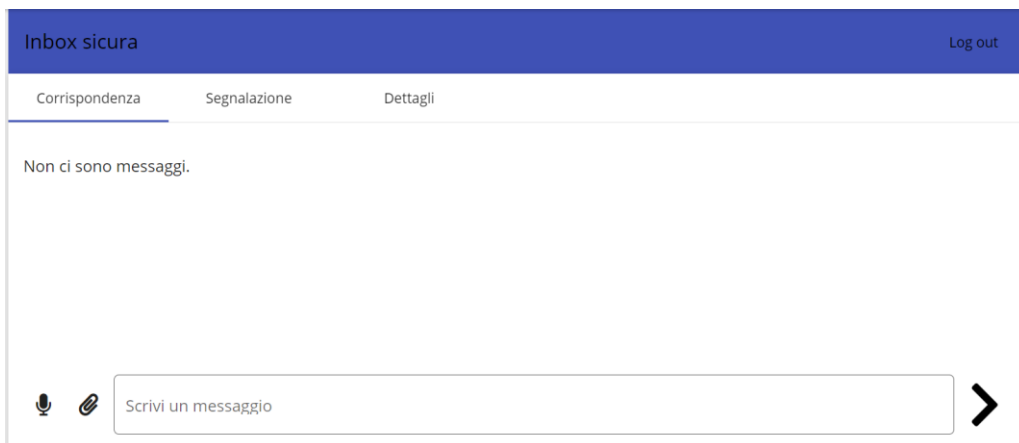 Inbox sicura
Log out
Corrispondenza
Segnalazione
Dettagli
Non ci sono messaggi.
Scrivi un messaggio